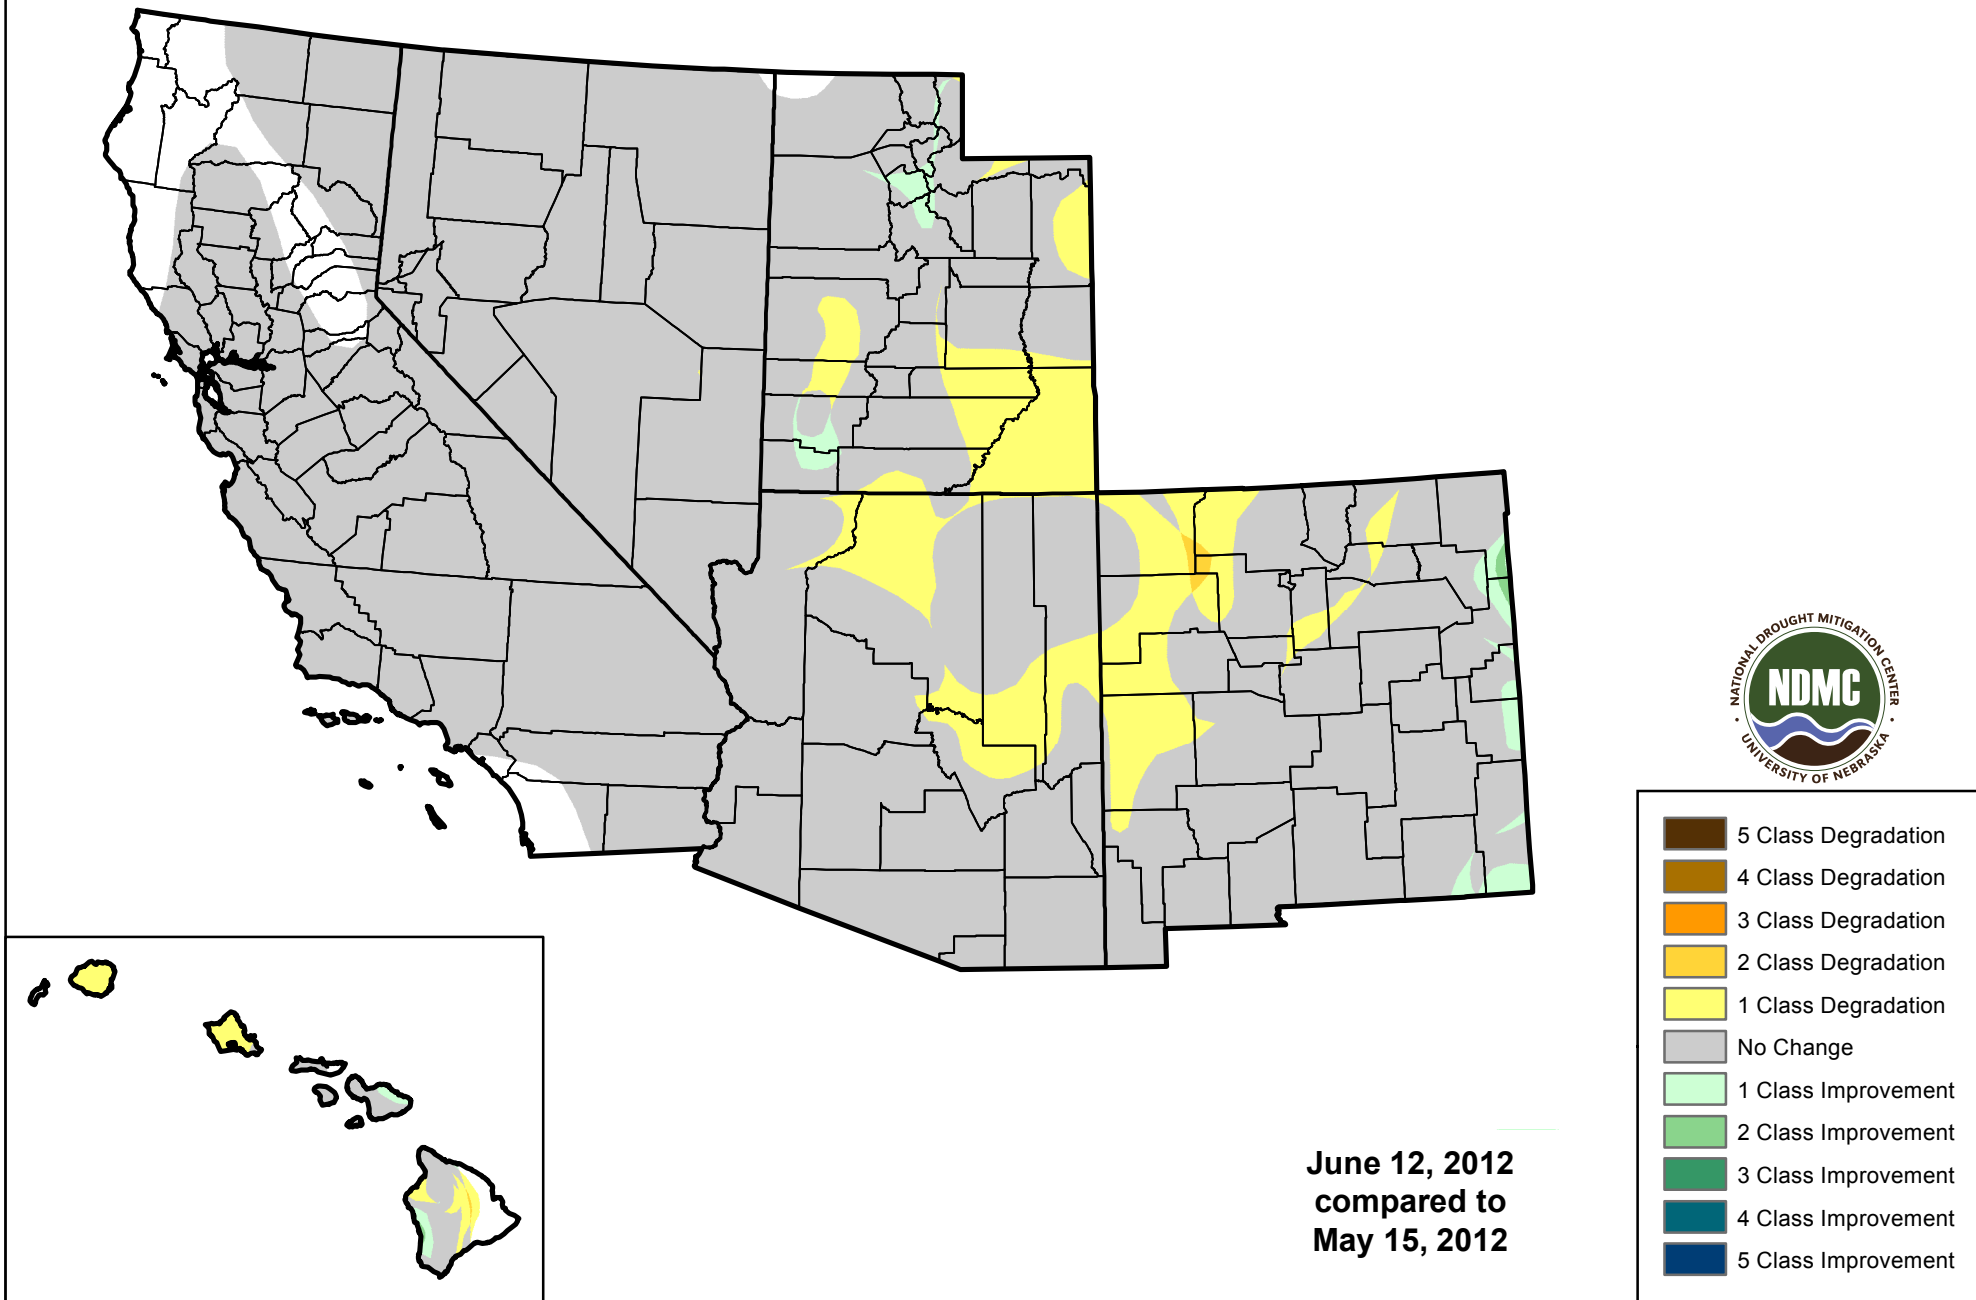 NATIONAL DROUGHT MITIGATION CENTER
NDMC
UNIVERSITY OF NEBRASKA
5 Class Degradation
4 Class Degradation
3 Class Degradation
2 Class Degradation
1 Class Degradation
No Change
1 Class Improvement
2 Class Improvement
3 Class Improvement
4 Class Improvement
5 Class Improvement
June 12, 2012
compared to
May 15, 2012